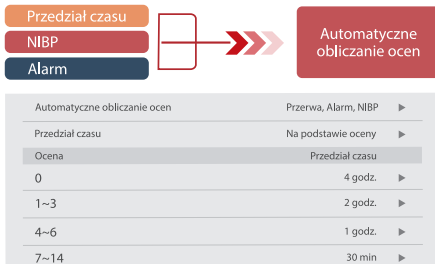 Przedział czasu
NIBP
Alarm
Automatyczne
obliczanie ocen
Automatyczne obliczanie ocen Przerwa, Alarm, NIBP
Przedział czasu Na podstawie oceny
Ocena Przedział czasu
0 4 godz.
1~3 2 godz.
4~6 1 godz.
7~14 30 min